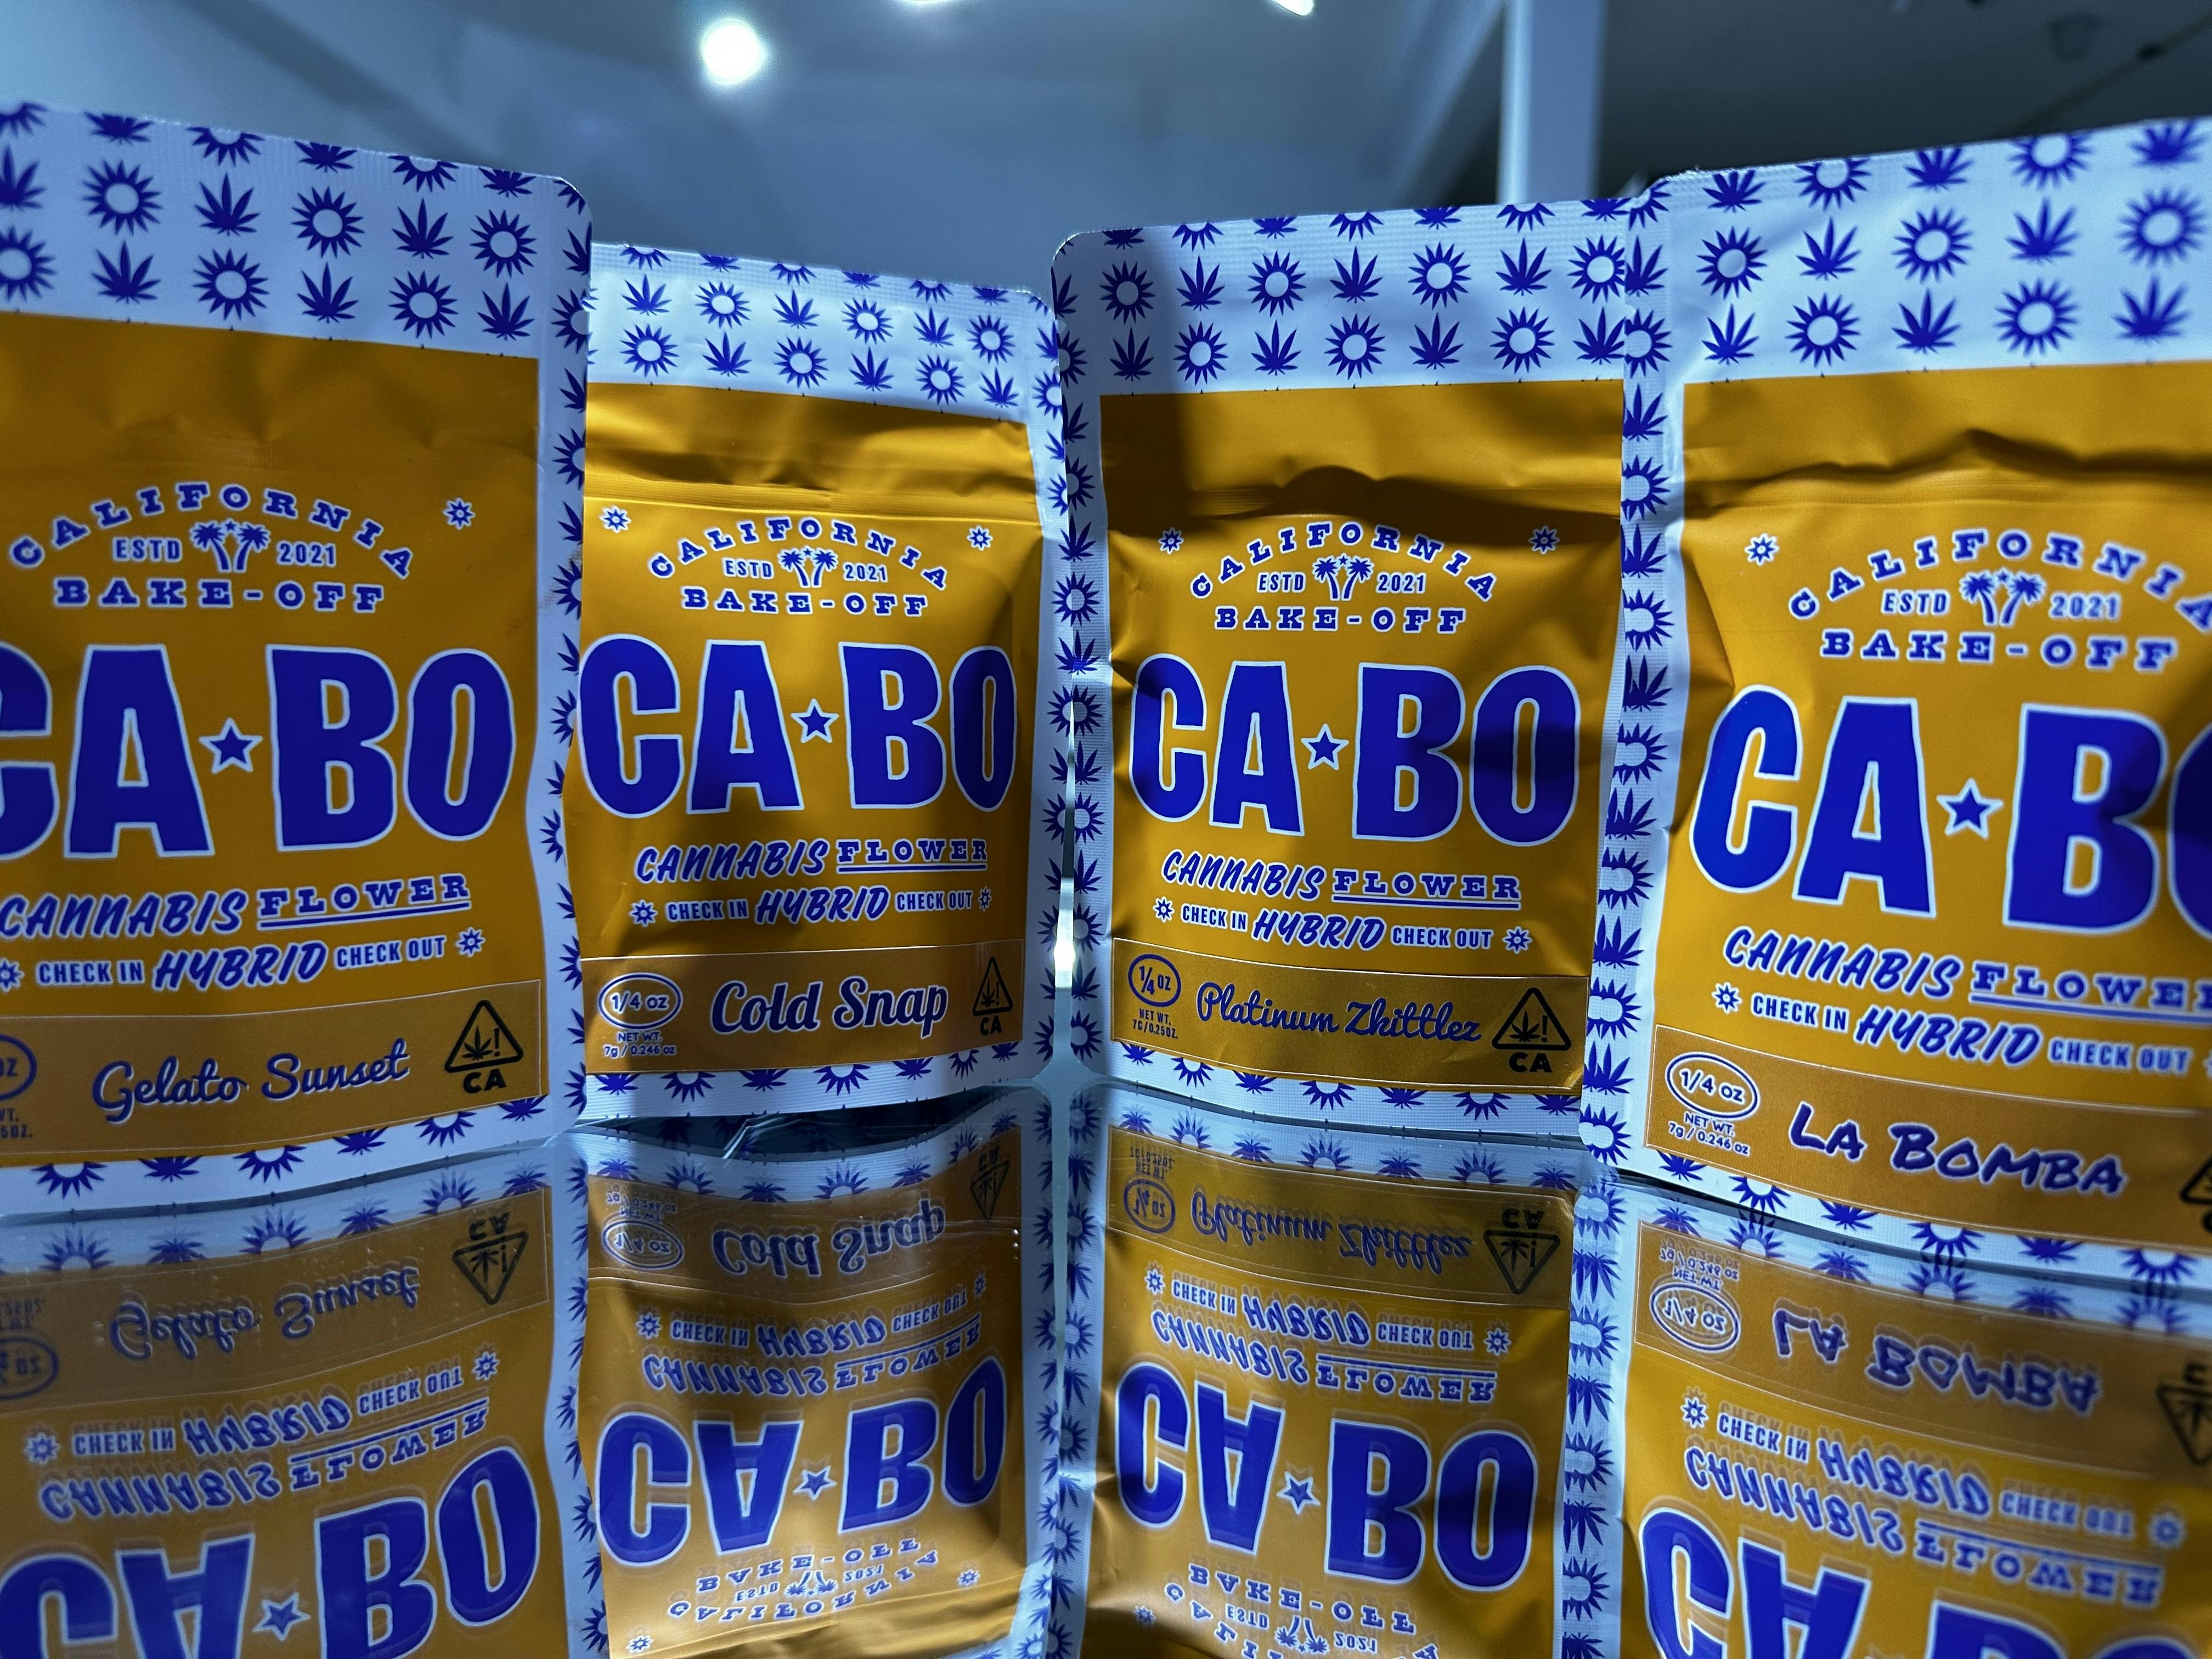 CALIFORNIA
ESTD 2021
BAKE-OFF
CA★BO
CANNABIS FLOWER
CHECK IN HYBRID CHECK OUT
Gelato Sunset
CA
CALIFORNIA
ESTD 2021
BAKE-OFF
CA★BO
CANNABIS FLOWER
CHECK IN HYBRID CHECK OUT
1/4 OZ
NET WT.
7g / 0.246 oz
Cold Snap
CA
CALIFORNIA
ESTD 2021
BAKE-OFF
CA★BO
CANNABIS FLOWER
CHECK IN HYBRID CHECK OUT
1/4 OZ
NET WT.
7G/0.25OZ.
Platinum Zkittlez
CA
CALIFORNIA
ESTD 2021
BAKE-OFF
CA★BO
CANNABIS FLOWER
CHECK IN HYBRID CHECK OUT
1/4 OZ
NET WT.
7g / 0.246 oz
LA BOMBA